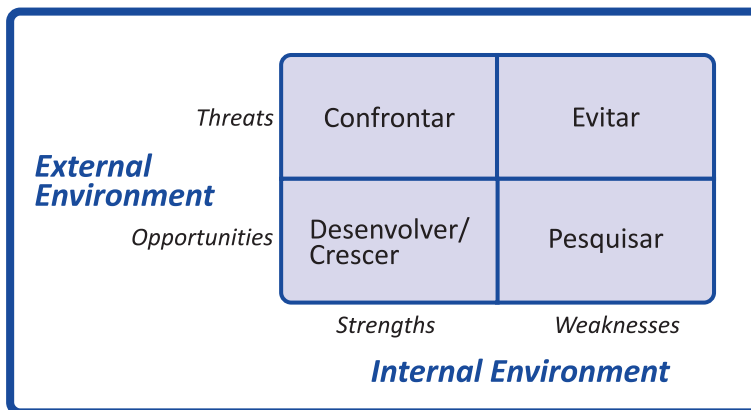 Threats
Confrontar
Evitar
External
Environment
Opportunities
Desenvolver/
Crescer
Pesquisar
Strengths
Weaknesses
Internal Environment